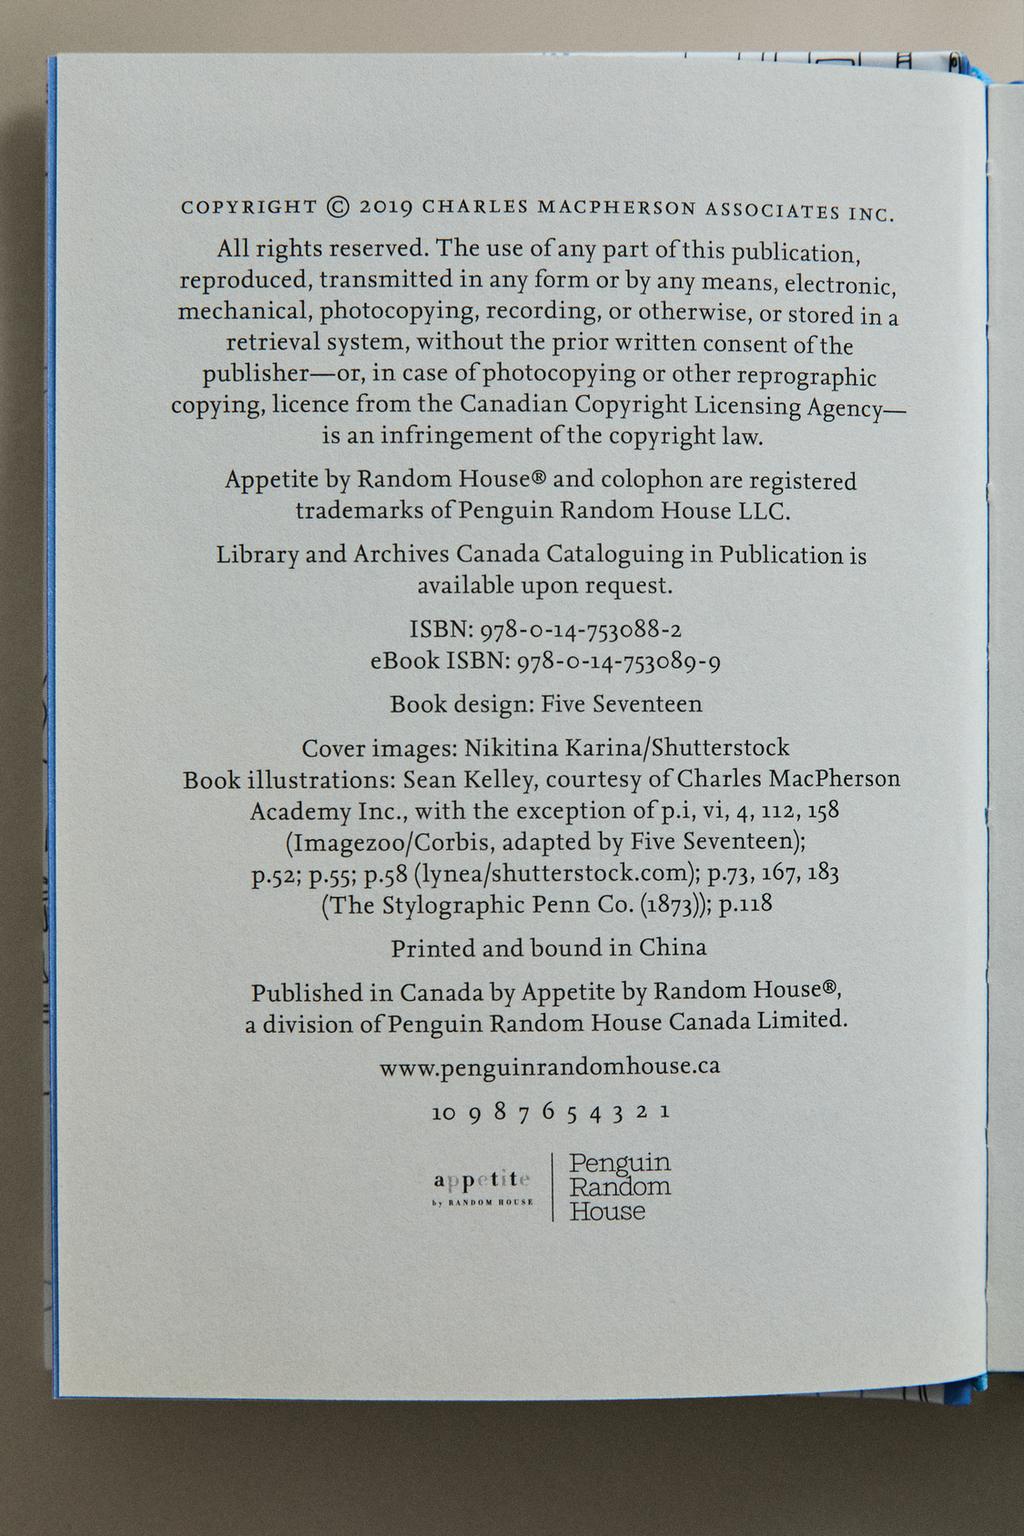 COPYRIGHT © 2019 CHARLES MACPHERSON ASSOCIATES INC.
All rights reserved. The use of any part of this publication,
reproduced, transmitted in any form or by any means, electronic,
mechanical, photocopying, recording, or otherwise, or stored in a
retrieval system, without the prior written consent of the
publisher—or, in case of photocopying or other reprographic
copying, licence from the Canadian Copyright Licensing Agency—
is an infringement of the copyright law.
Appetite by Random House® and colophon are registered
trademarks of Penguin Random House LLC.
Library and Archives Canada Cataloguing in Publication is
available upon request.
ISBN: 978-0-14-753088-2
eBook ISBN: 978-0-14-753089-9
Book design: Five Seventeen
Cover images: Nikitina Karina/Shutterstock
Book illustrations: Sean Kelley, courtesy of Charles MacPherson
Academy Inc., with the exception of p.i, vi, 4, 112, 158
(Imagezoo/Corbis, adapted by Five Seventeen);
p.52; p.55; p.58 (lynea/shutterstock.com); p.73, 167, 183
(The Stylographic Penn Co. (1873)); p.118
Printed and bound in China
Published in Canada by Appetite by Random House®,
a division of Penguin Random House Canada Limited.
www.penguinrandomhouse.ca
10 9 8 7 6 5 4 3 2 1
appetite
by RANDOM HOUSE
Penguin
Random
House